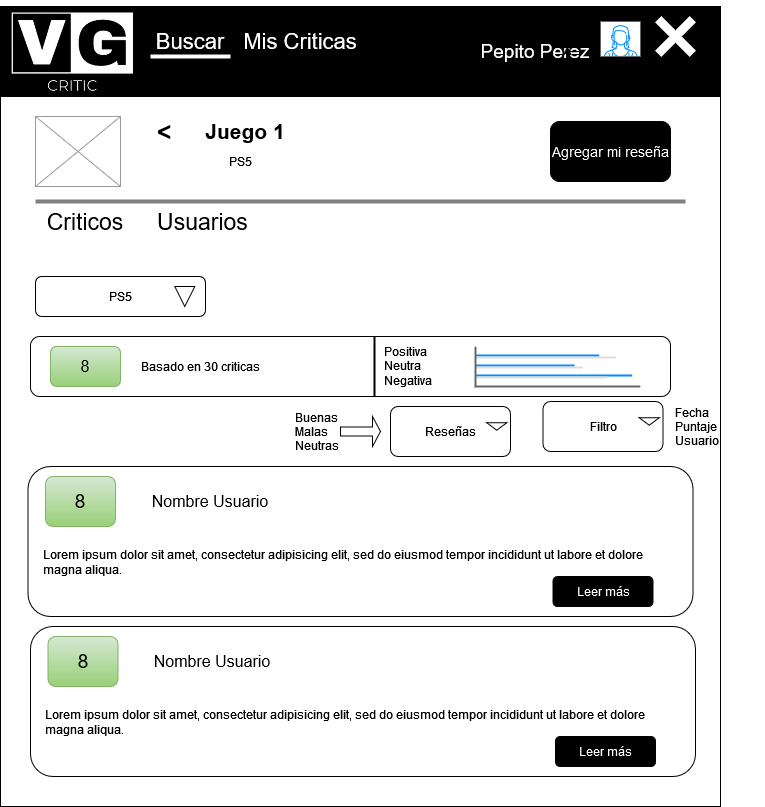 VG
CRITIC
Buscar
Mis Criticas
Pepito Perez
<
Juego 1
PS5
Agregar mi reseña
Criticos
Usuarios
PS5
8
Basado en 30 criticas
Positiva
Neutra
Negativa
Buenas
Malas
Neutras
Reseñas
Filtro
Fecha
Puntaje
Usuario
8
Nombre Usuario
Lorem ipsum dolor sit amet, consectetur adipisicing elit, sed do eiusmod tempor incididunt ut labore et dolore
magna aliqua.
Leer más
8
Nombre Usuario
Lorem ipsum dolor sit amet, consectetur adipisicing elit, sed do eiusmod tempor incididunt ut labore et dolore
magna aliqua.
Leer más